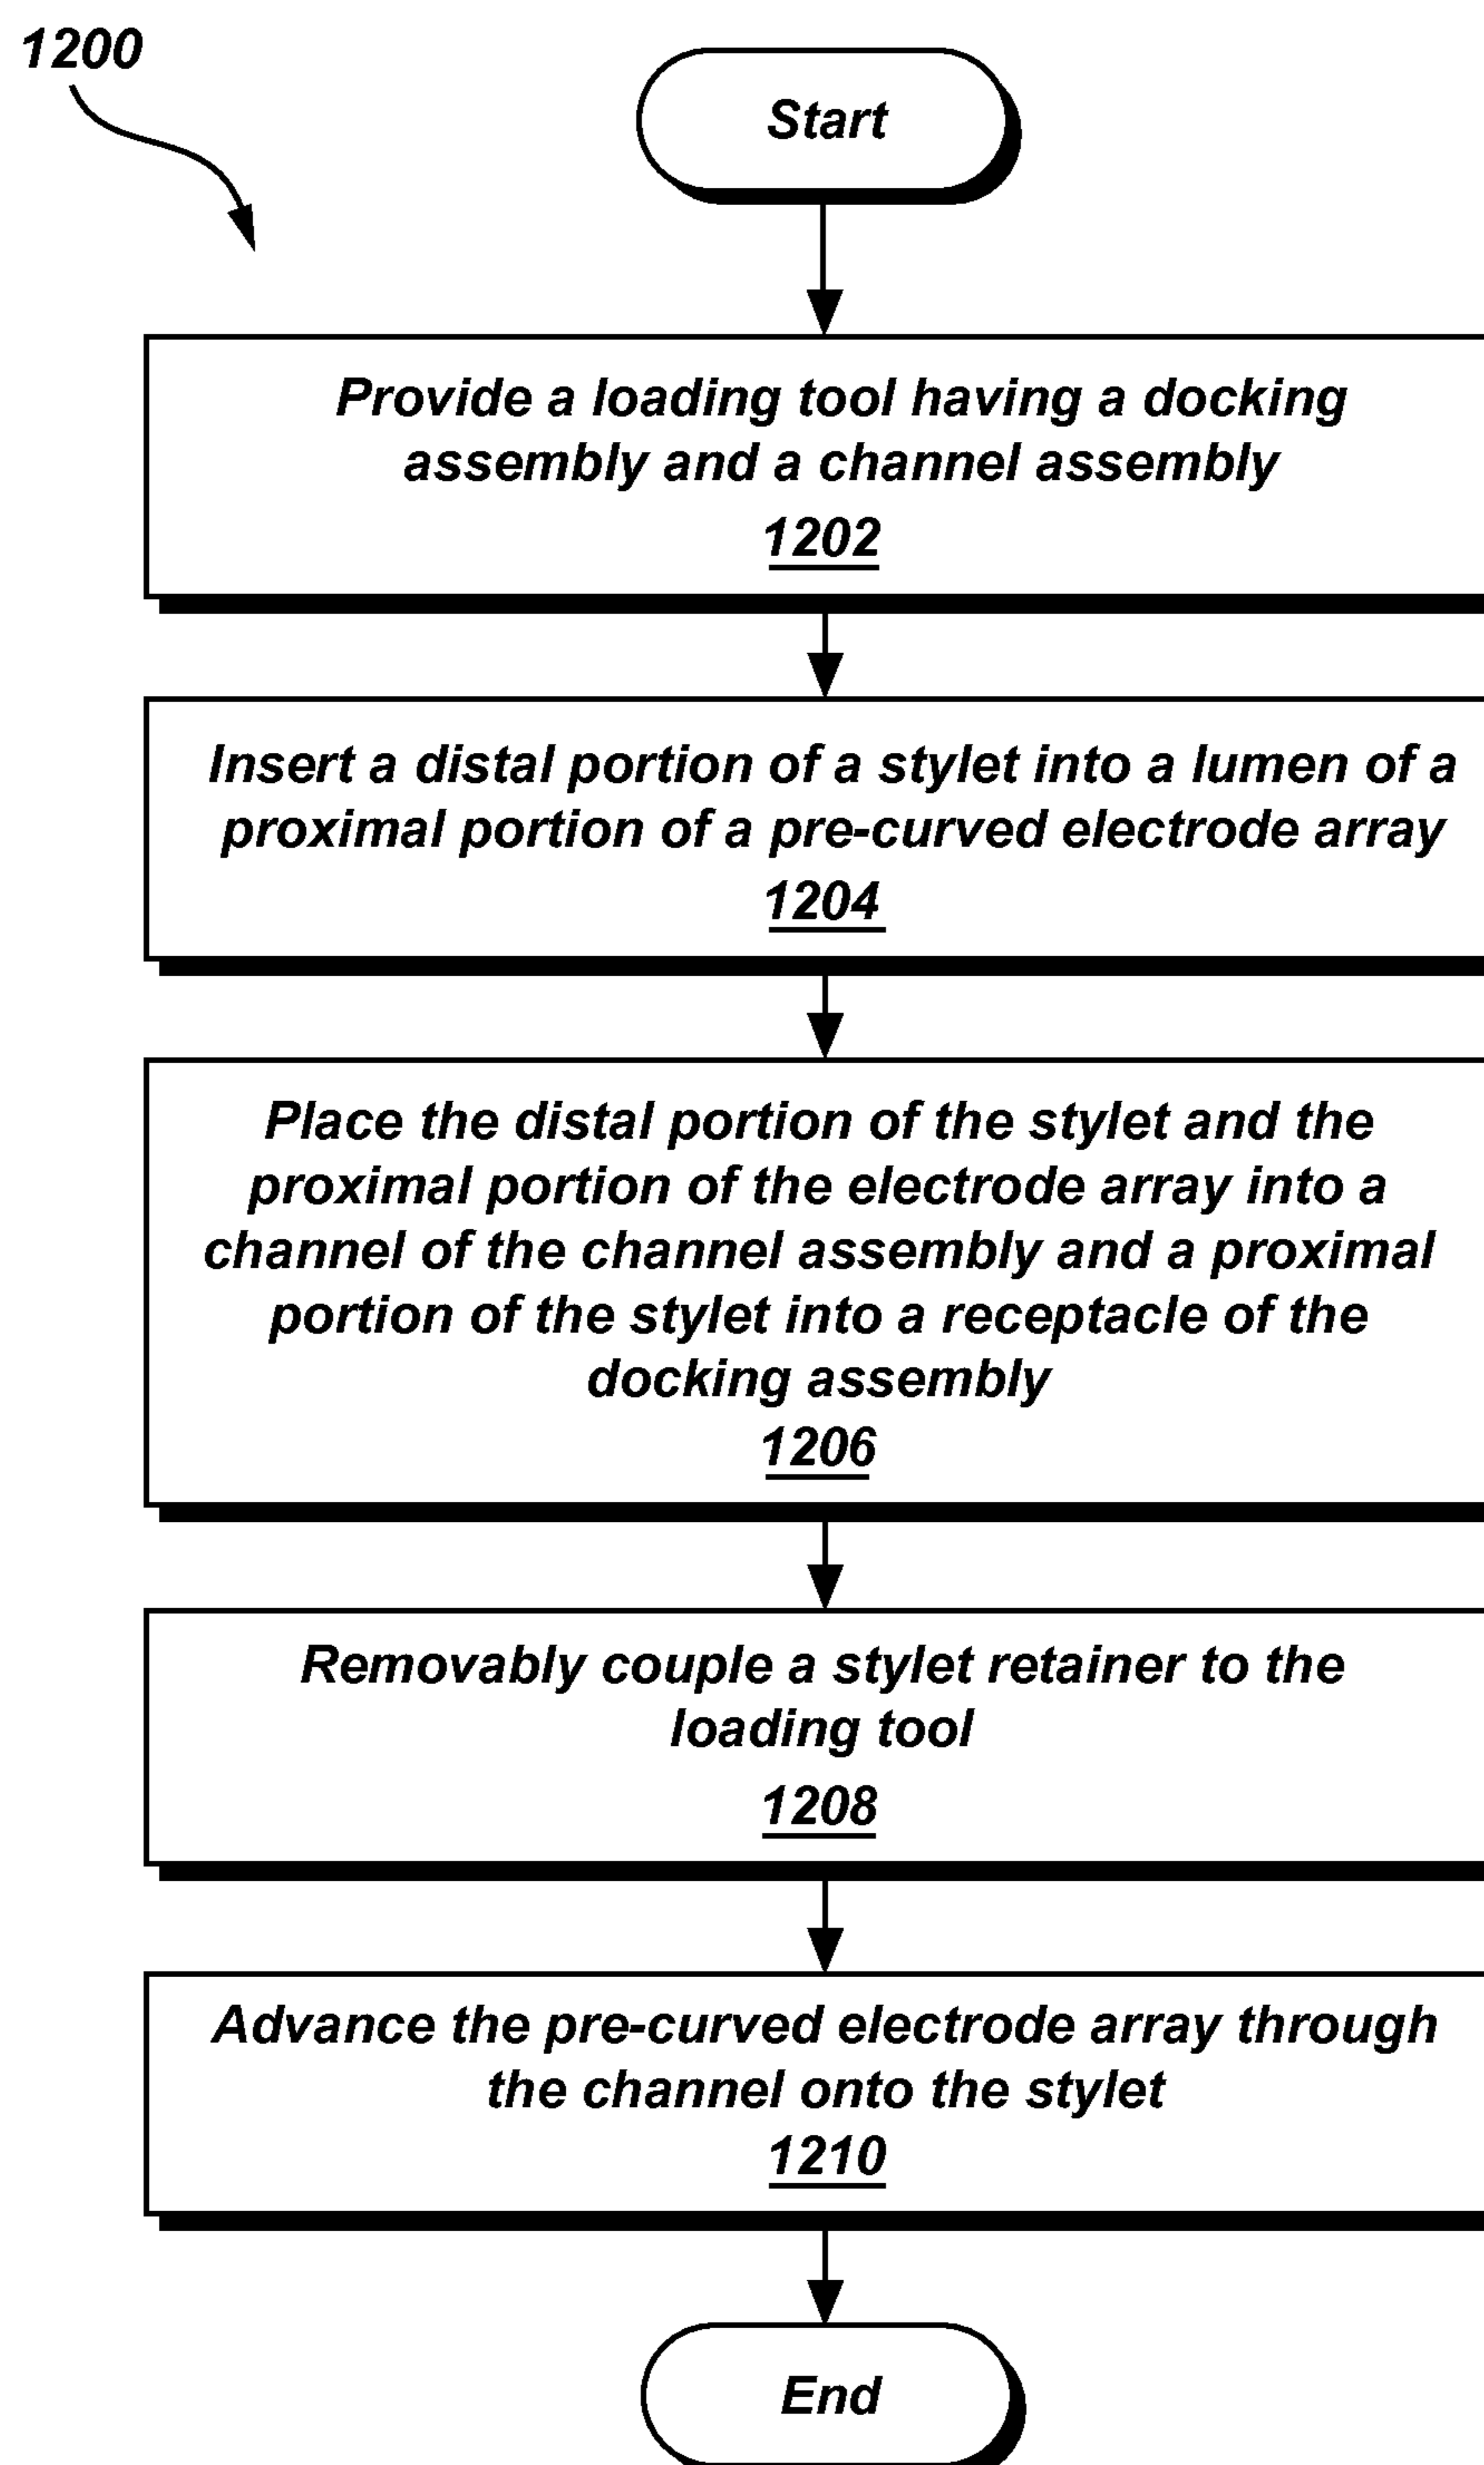 1200
Start
Provide a loading tool having a docking
assembly and a channel assembly
1202
Insert a distal portion of a stylet into a lumen of a
proximal portion of a pre-curved electrode array
1204
Place the distal portion of the stylet and the
proximal portion of the electrode array into a
channel of the channel assembly and a proximal
portion of the stylet into a receptacle of the
docking assembly
1206
Removably couple a stylet retainer to the
loading tool
1208
Advance the pre-curved electrode array through
the channel onto the stylet
1210
End